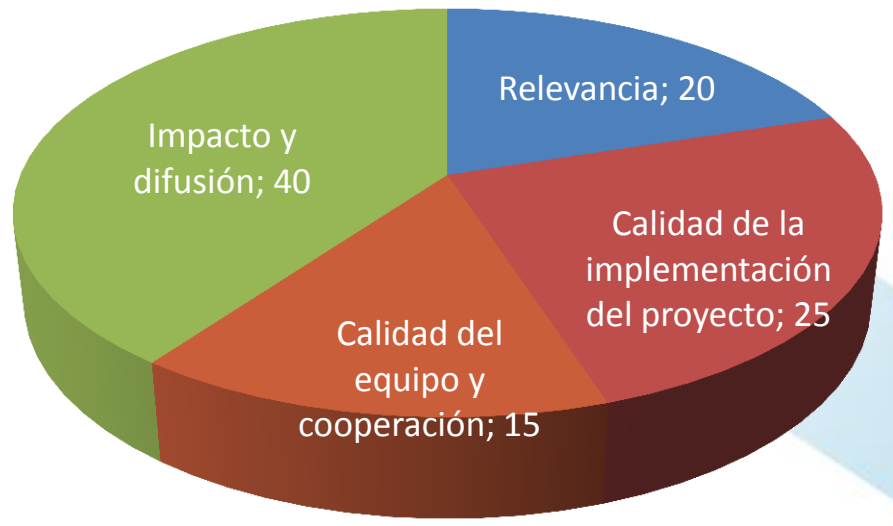 Relevancia; 20
Impacto y
difusión; 40
Calidad de la
implementación
del proyecto; 25
Calidad del
equipo y
cooperación; 15